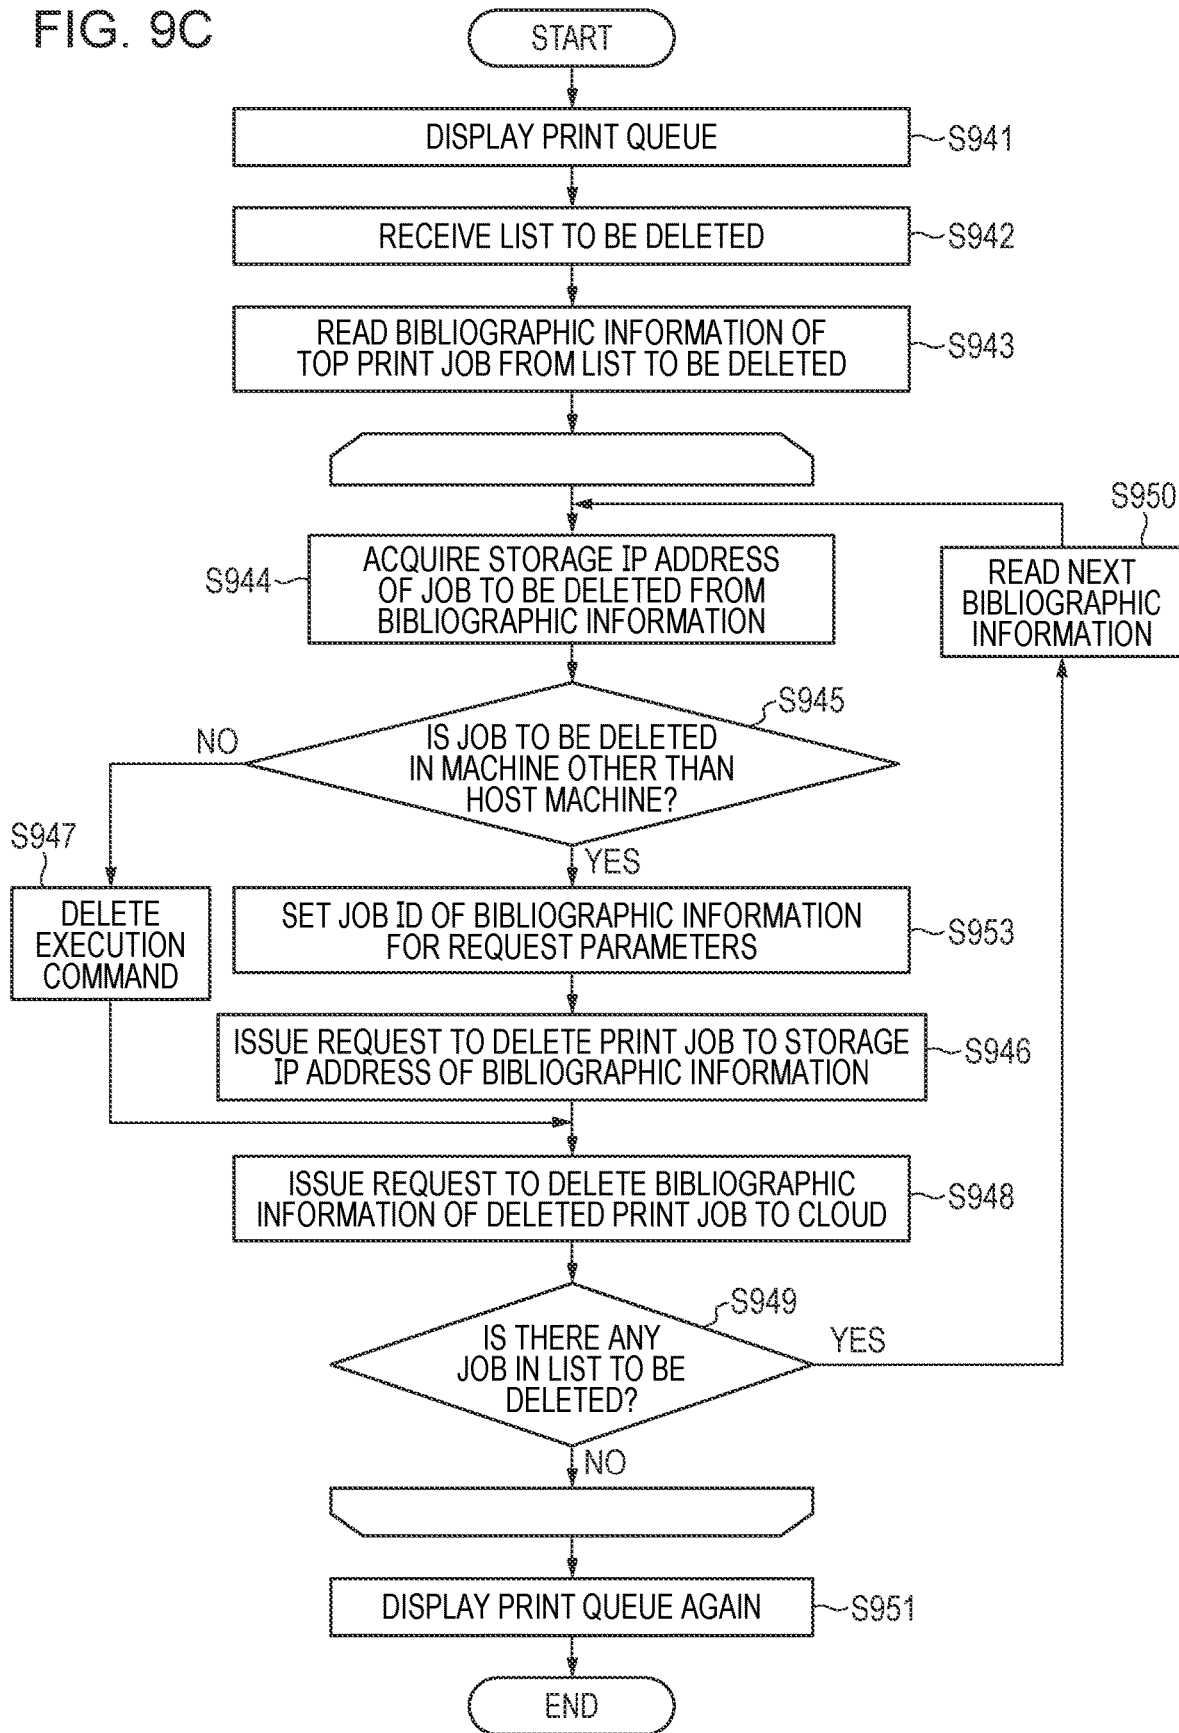 FIG. 9C
START
DISPLAY PRINT QUEUE
S941
RECEIVE LIST TO BE DELETED
S942
READ BIBLIOGRAPHIC INFORMATION OF
TOP PRINT JOB FROM LIST TO BE DELETED
S943
S944
ACQUIRE STORAGE IP ADDRESS
OF JOB TO BE DELETED FROM
BIBLIOGRAPHIC INFORMATION
S950
READ NEXT
BIBLIOGRAPHIC
INFORMATION
S945
IS JOB TO BE DELETED
IN MACHINE OTHER THAN
HOST MACHINE?
NO
YES
S947
DELETE
EXECUTION
COMMAND
SET JOB ID OF BIBLIOGRAPHIC INFORMATION
FOR REQUEST PARAMETERS
S953
ISSUE REQUEST TO DELETE PRINT JOB TO STORAGE
IP ADDRESS OF BIBLIOGRAPHIC INFORMATION
S946
ISSUE REQUEST TO DELETE BIBLIOGRAPHIC
INFORMATION OF DELETED PRINT JOB TO CLOUD
S948
S949
IS THERE ANY
JOB IN LIST TO BE
DELETED?
YES
NO
DISPLAY PRINT QUEUE AGAIN
S951
END